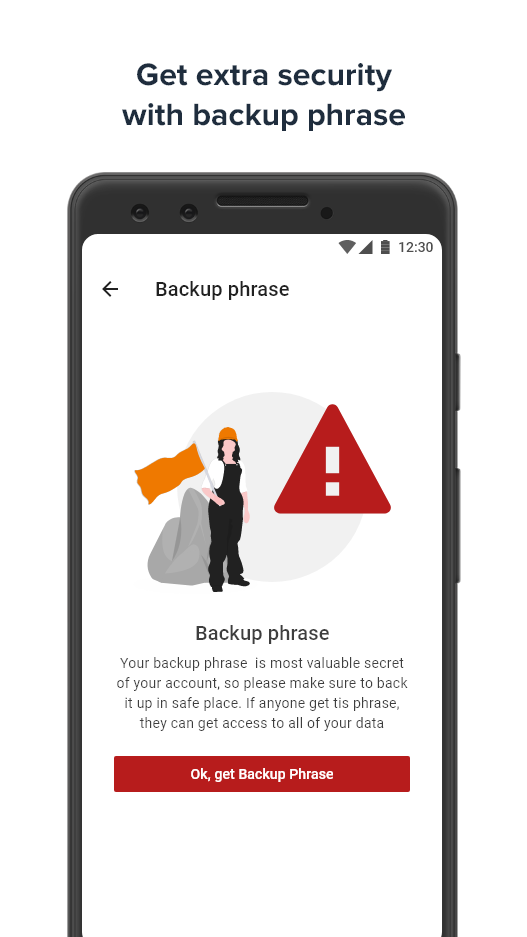 Get extra security
with backup phrase
12:30
Backup phrase
Backup phrase
Your backup phrase  is most valuable secret
of your account, so please make sure to back
it up in safe place. If anyone get tis phrase,
they can get access to all of your data
Ok, get Backup Phrase